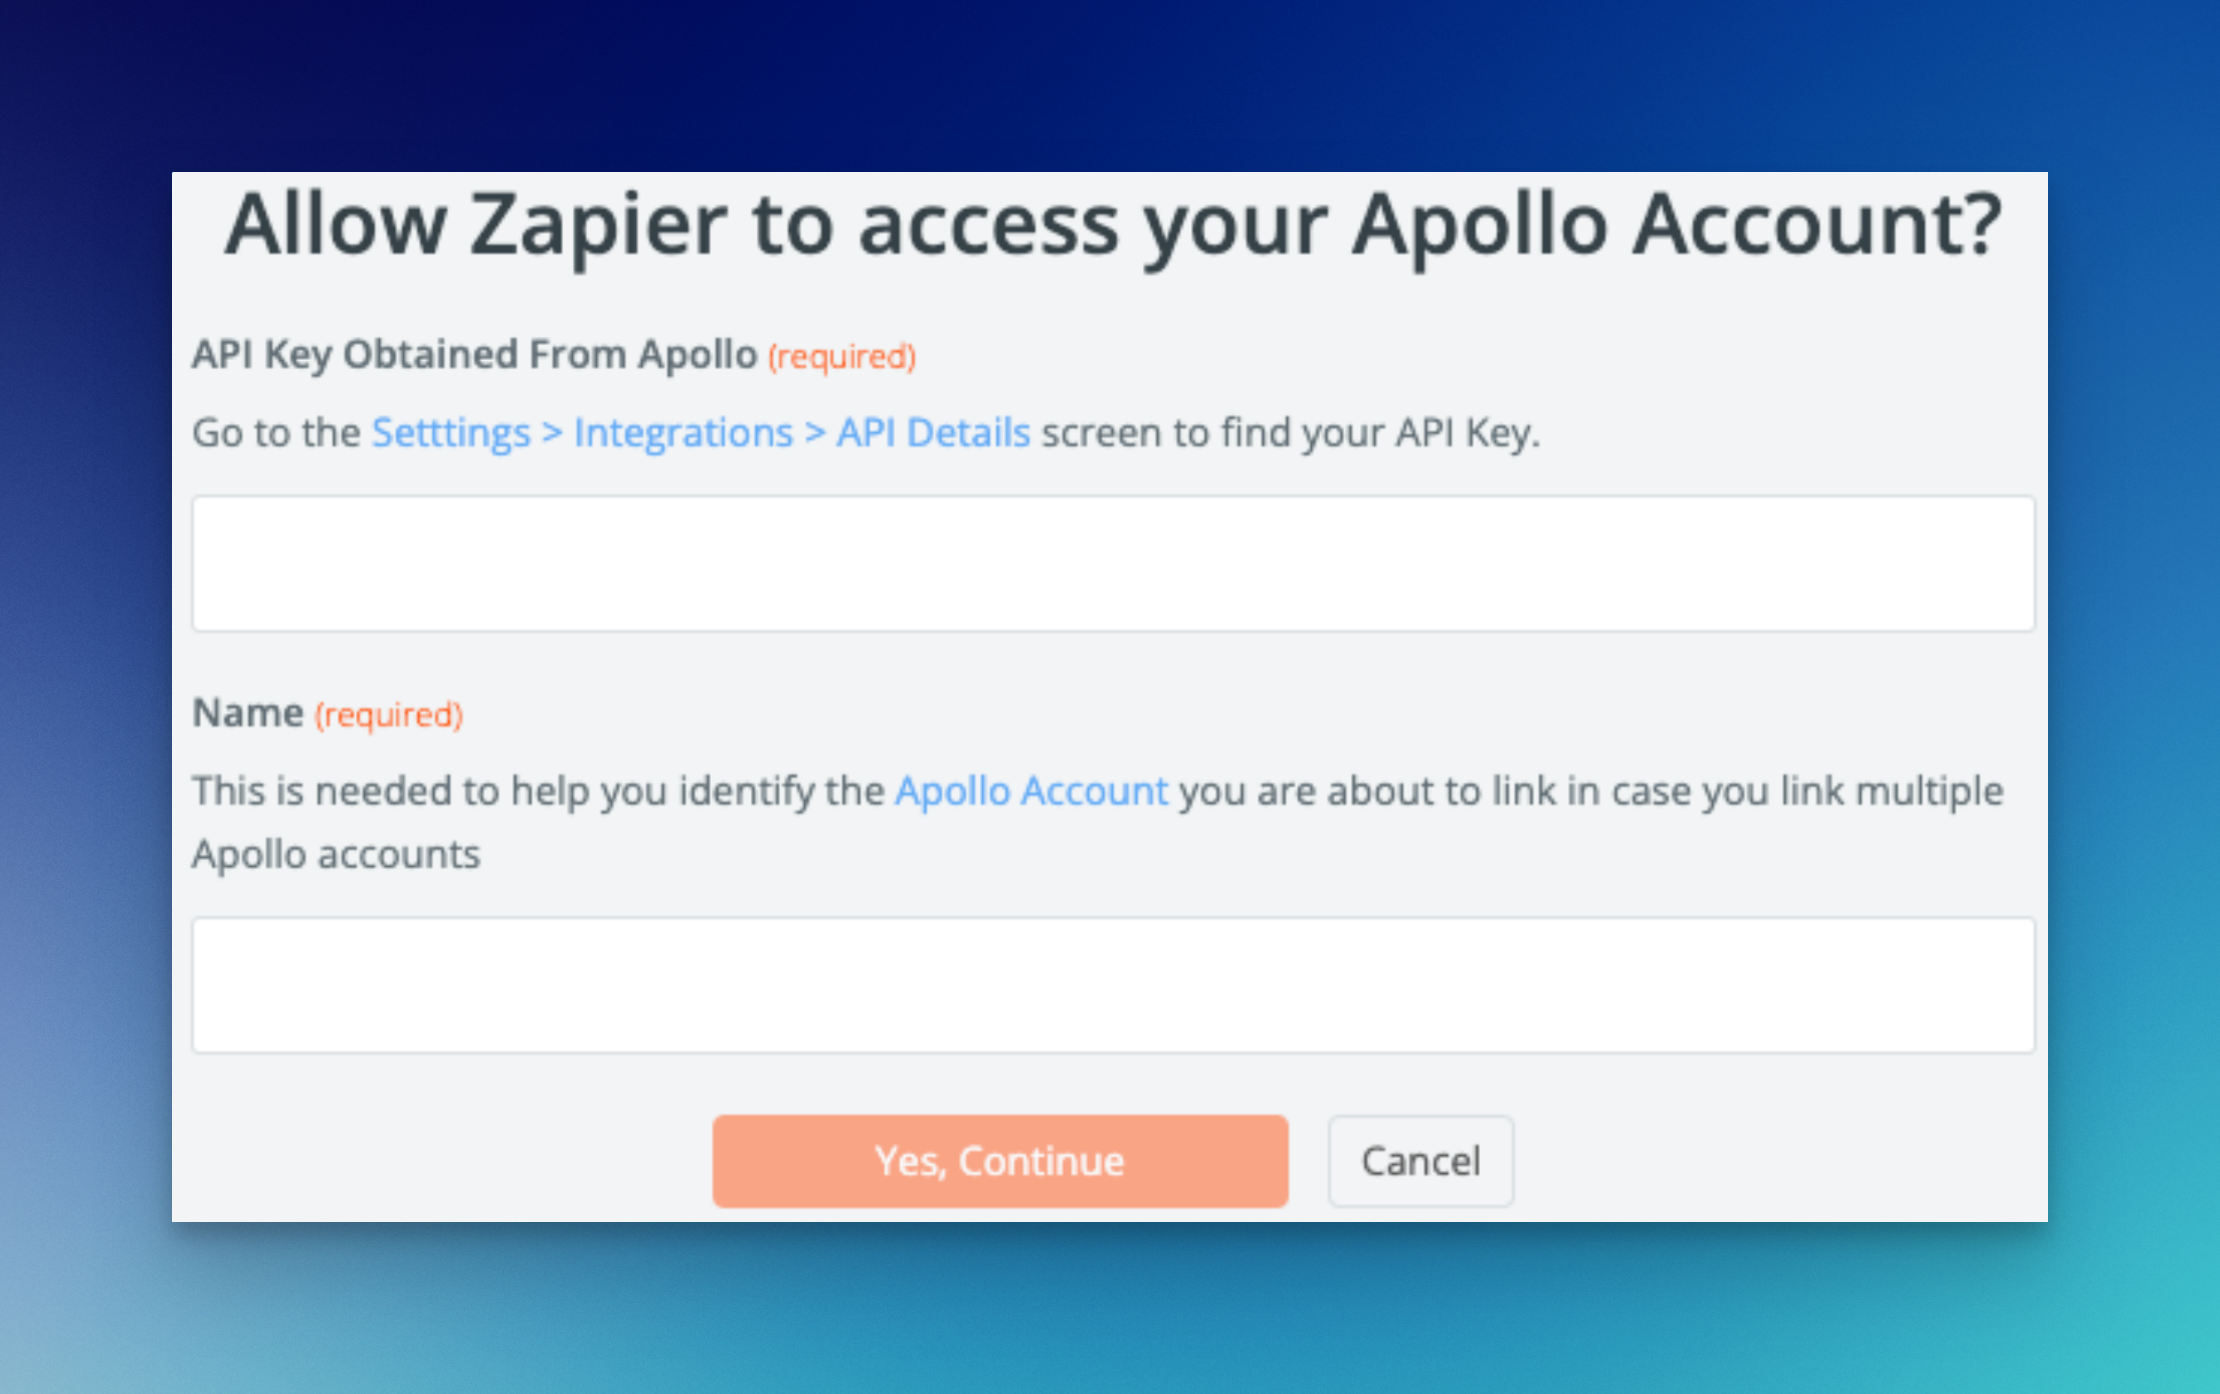 Allow Zapier to access your Apollo Account?
API Key Obtained From Apollo (required)
Go to the Setttings > Integrations > API Details screen to find your API Key.
Name (required)
This is needed to help you identify the Apollo Account you are about to link in case you link multiple
Apollo accounts
Yes, Continue
Cancel